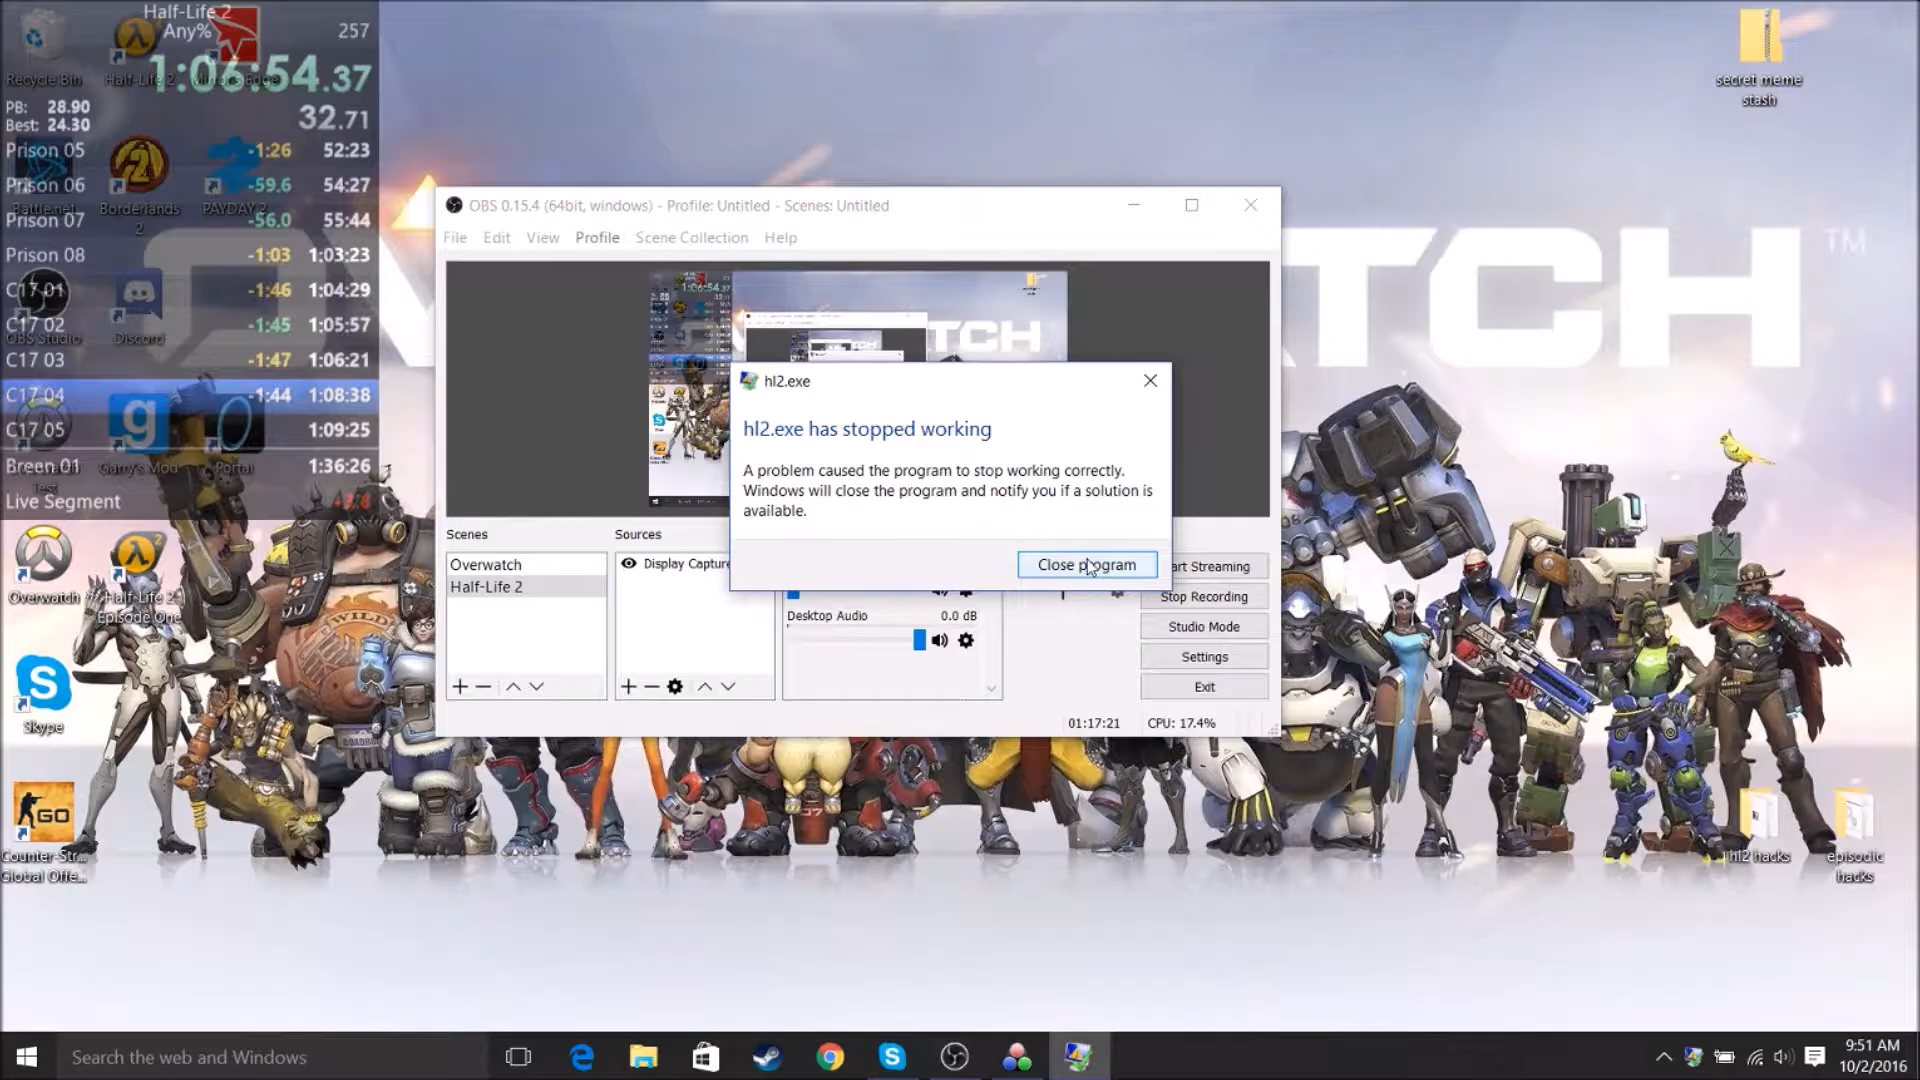 Half-Life 2
Any%
257
1:06:54.37
PB: 28.90
Best: 24.30
32.71
Prison 05 -1:26 52:23
Prison 06 -59.6 54:27
Prison 07 -56.0 55:44
Prison 08 -1:03 1:03:23
C17 01 -1:46 1:04:29
C17 02 -1:45 1:05:57
C17 03 -1:47 1:06:21
C17 04 -1:44 1:08:38
C17 05 1:09:25
Breen 01 1:36:26
Live Segment
Recycle Bin
Half-Life 2
Battle.net
Borderlands
2
PAYDAY 2
OBS Studio
Discord
Garry's Mod
Portal
Overwatch
Half-Life 2
Episode One
Skype
GO
Counter-Str...
Global Offe...
secret meme
stash
hl2 hacks
episodic
hacks
TCH
TM
WILD
OBS 0.15.4 (64bit, windows) - Profile: Untitled - Scenes: Untitled
File Edit View Profile Scene Collection Help
TCH
hl2.exe
hl2.exe has stopped working
A problem caused the program to stop working correctly.
Windows will close the program and notify you if a solution is
available.
Close program
Scenes
Overwatch
Half-Life 2
Sources
Display Capture
Desktop Audio 0.0 dB
art Streaming
Stop Recording
Studio Mode
Settings
Exit
01:17:21 CPU: 17.4%
Search the web and Windows
9:51 AM
10/2/2016